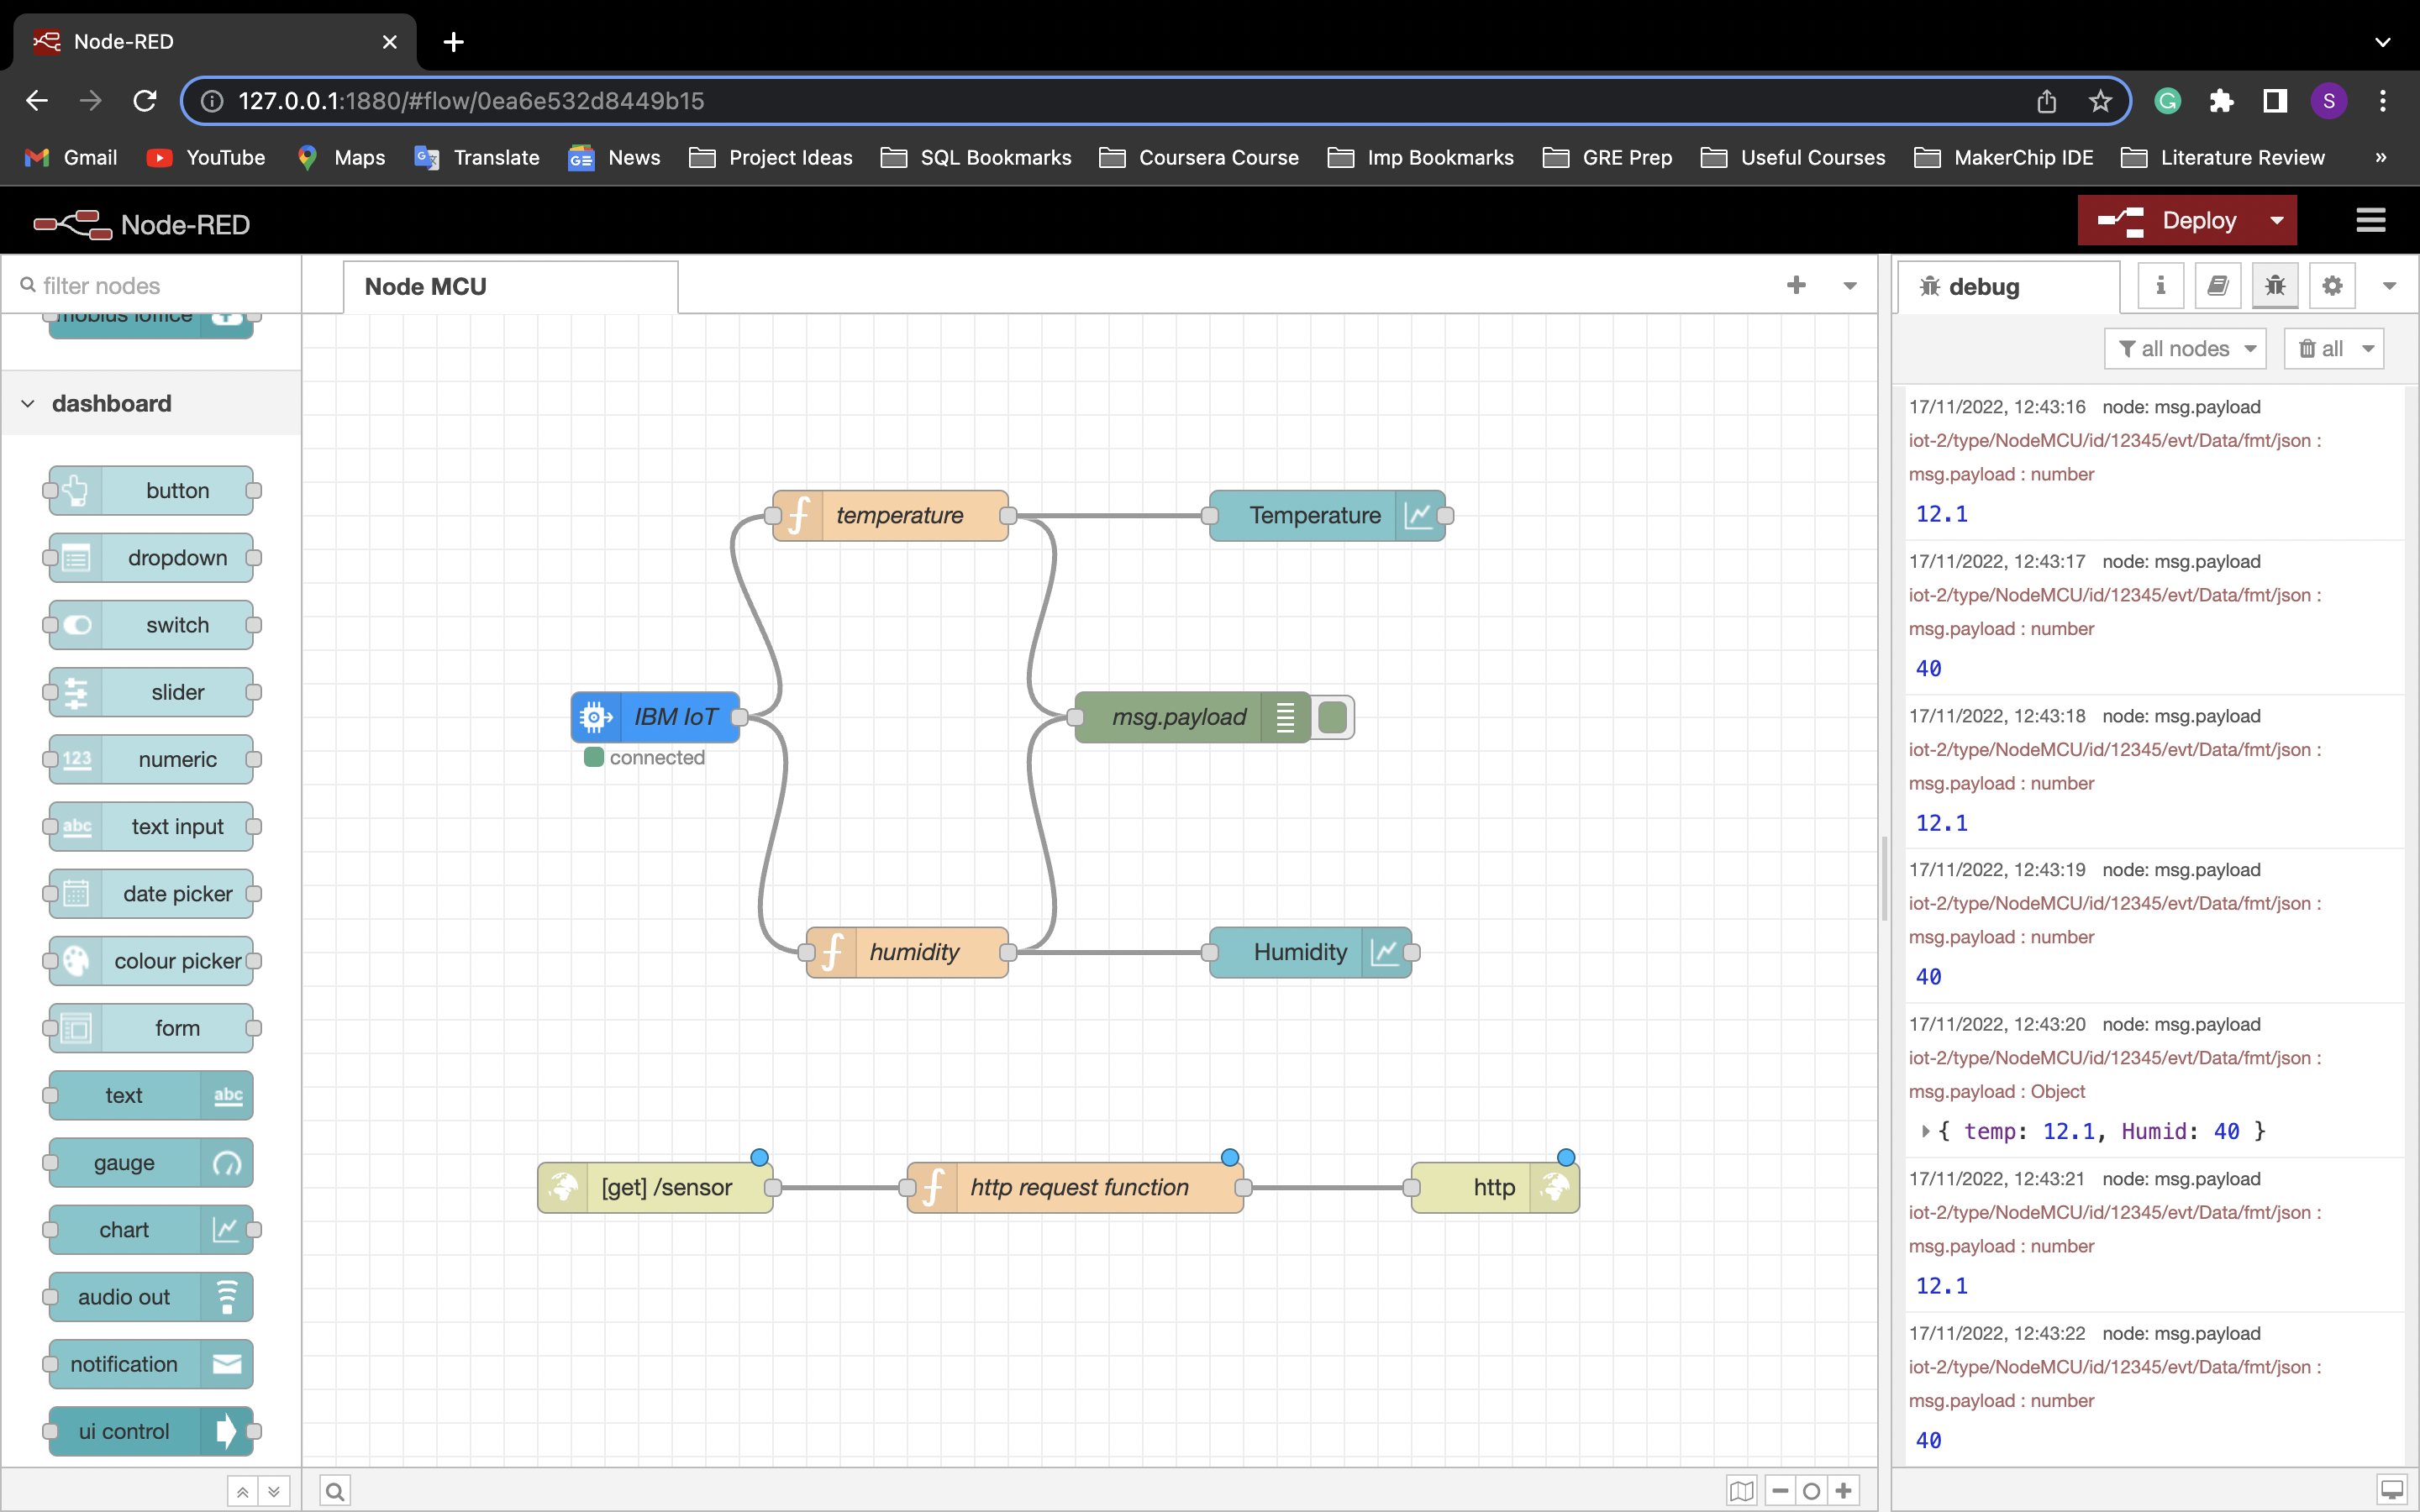 Node-RED
127.0.0.1:1880/#flow/0ea6e532d8449b15
S
Gmail YouTube Maps Translate News Project Ideas SQL Bookmarks Coursera Course Imp Bookmarks GRE Prep Useful Courses MakerChip IDE Literature Review »
Node-RED
Deploy
filter nodes
Node MCU
debug
i
mobius ioffice
all nodes
all
dashboard
button
dropdown
switch
slider
123 numeric
abc text input
date picker
colour picker
form
text abc
gauge
chart
audio out
notification
ui control
temperature
Temperature
IBM IoT
connected
msg.payload
humidity
Humidity
[get] /sensor
http request function
http
17/11/2022, 12:43:16 node: msg.payload
iot-2/type/NodeMCU/id/12345/evt/Data/fmt/json :
msg.payload : number
12.1
17/11/2022, 12:43:17 node: msg.payload
iot-2/type/NodeMCU/id/12345/evt/Data/fmt/json :
msg.payload : number
40
17/11/2022, 12:43:18 node: msg.payload
iot-2/type/NodeMCU/id/12345/evt/Data/fmt/json :
msg.payload : number
12.1
17/11/2022, 12:43:19 node: msg.payload
iot-2/type/NodeMCU/id/12345/evt/Data/fmt/json :
msg.payload : number
40
17/11/2022, 12:43:20 node: msg.payload
iot-2/type/NodeMCU/id/12345/evt/Data/fmt/json :
msg.payload : Object
{ temp: 12.1, Humid: 40 }
17/11/2022, 12:43:21 node: msg.payload
iot-2/type/NodeMCU/id/12345/evt/Data/fmt/json :
msg.payload : number
12.1
17/11/2022, 12:43:22 node: msg.payload
iot-2/type/NodeMCU/id/12345/evt/Data/fmt/json :
msg.payload : number
40